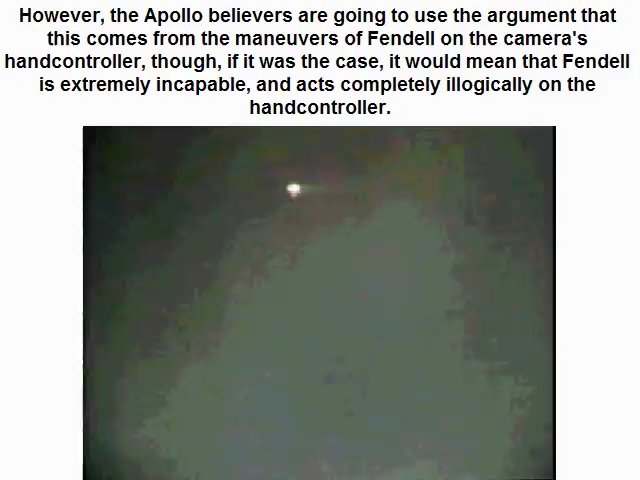 However, the Apollo believers are going to use the argument that
this comes from the maneuvers of Fendell on the camera's
handcontroller, though, if it was the case, it would mean that Fendell
is extremely incapable, and acts completely illogically on the
handcontroller.